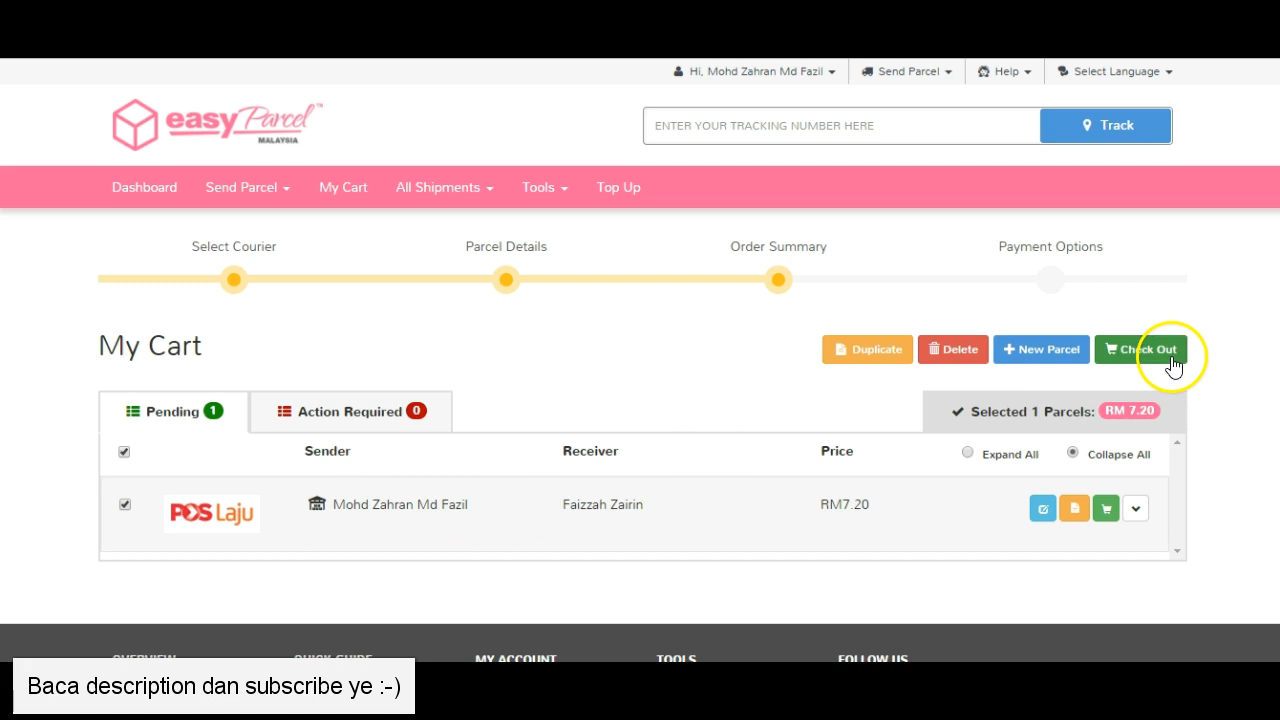 Hi, Mohd Zahran Md Fazil Send Parcel Help Select Language
easyParcel™
MALAYSIA
ENTER YOUR TRACKING NUMBER HERE Track
Dashboard Send Parcel My Cart All Shipments Tools Top Up
Select Courier Parcel Details Order Summary Payment Options
My Cart Duplicate Delete New Parcel Check Out
Pending 1 Action Required 0 Selected 1 Parcels: RM 7.20
Sender Receiver Price Expand All Collapse All
POS Laju Mohd Zahran Md Fazil Faizzah Zairin RM7.20
OVERVIEW QUICK GUIDE MY ACCOUNT TOOLS FOLLOW US
Baca description dan subscribe ye :-)